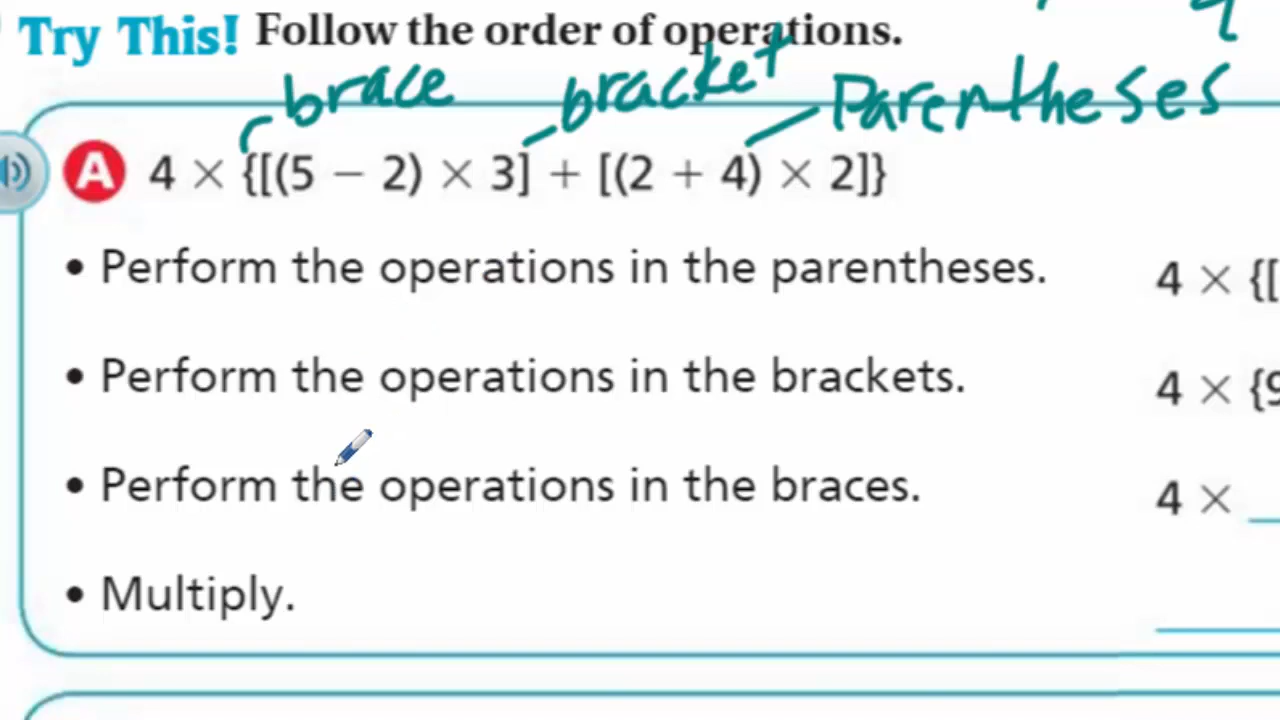 Try This! Follow the order of operations.
brace bracket Parentheses
A 4 × {[(5 − 2) × 3] + [(2 + 4) × 2]}
• Perform the operations in the parentheses. 4 × {[
• Perform the operations in the brackets. 4 × {9
• Perform the operations in the braces. 4 ×
• Multiply.